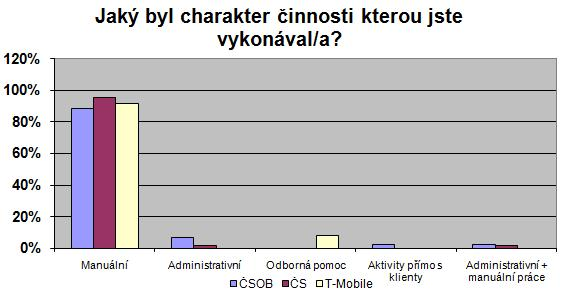 Jaký byl charakter činnosti kterou jste
vykonával/a?
120%
100%
80%
60%
40%
20%
0%
Manuální
Administrativní
Odborná pomoc
Aktivity přímo s
klienty
Administrativní +
manuální práce
ČSOB
ČS
T-Mobile